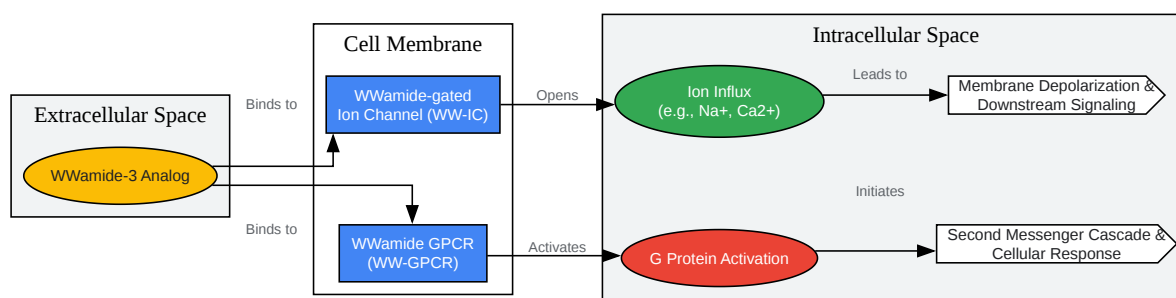 Extracellular Space
WWamide-3 Analog
Binds to
Binds to
Cell Membrane
WWamide-gated
Ion Channel (WW-IC)
WWamide GPCR
(WW-GPCR)
Opens
Activates
Intracellular Space
Ion Influx
(e.g., Na+, Ca2+)
Leads to
Membrane Depolarization &
Downstream Signaling
G Protein Activation
Initiates
Second Messenger Cascade &
Cellular Response